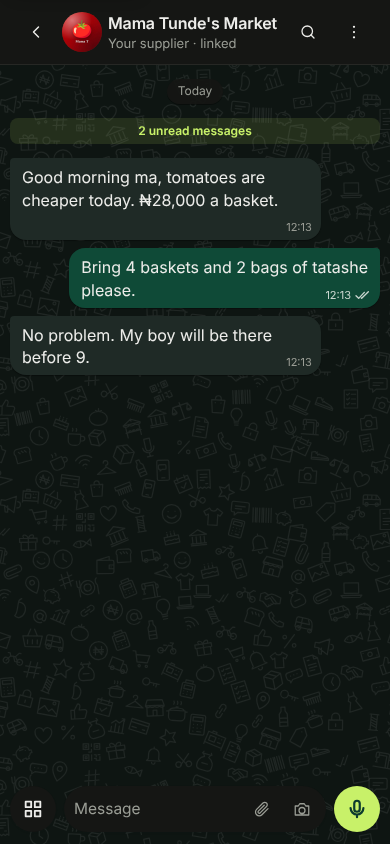 Mama Tunde's Market
Your supplier · linked
Today
2 unread messages
Good morning ma, tomatoes are
cheaper today. ₦28,000 a basket.
12:13
Bring 4 baskets and 2 bags of tatashe
please.
12:13
No problem. My boy will be there
before 9.
12:13
Message